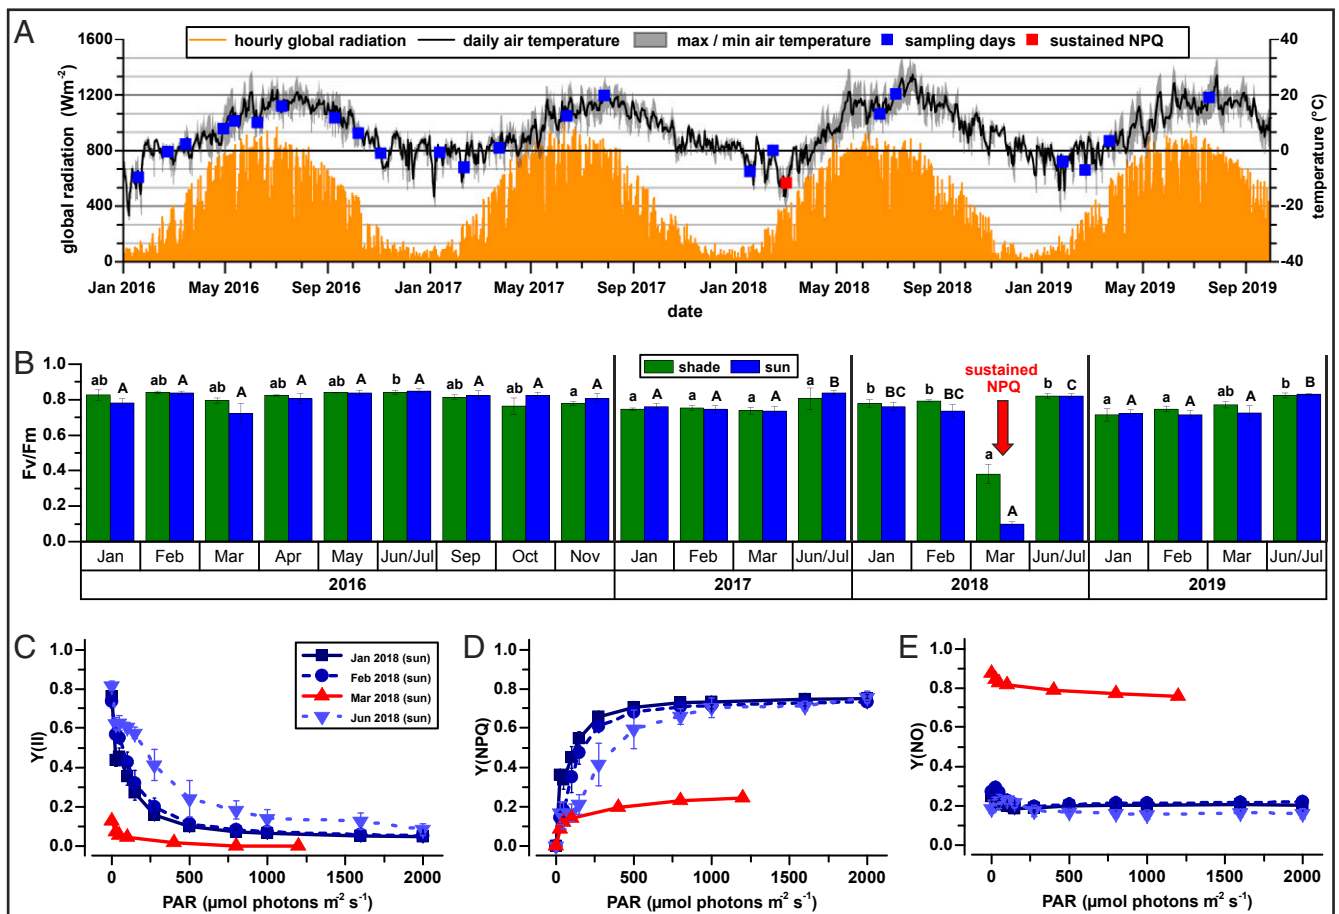 A
hourly global radiation daily air temperature max / min air temperature sampling days sustained NPQ
global radiation (Wm-2)
1600
1200
800
400
0
temperature (°C)
40
20
0
-20
-40
Jan 2016 May 2016 Sep 2016 Jan 2017 May 2017 Sep 2017 Jan 2018 May 2018 Sep 2018 Jan 2019 May 2019 Sep 2019
date
B
shade sun
sustained
NPQ
Fv/Fm
1.0
0.8
0.6
0.4
0.2
0.0
ab A ab A ab A ab A ab A b A ab A ab A a A a A a A a A a B b BC b BC a A b C a A a A ab A b B
Jan Feb Mar Apr May Jun/Jul Sep Oct Nov Jan Feb Mar Jun/Jul Jan Feb Mar Jun/Jul Jan Feb Mar Jun/Jul
2016 2017 2018 2019
C
Y(II)
1.0
0.8
0.6
0.4
0.2
0.0
Jan 2018 (sun)
Feb 2018 (sun)
Mar 2018 (sun)
Jun 2018 (sun)
0 500 1000 1500 2000
PAR (µmol photons m-2 s-1)
D
Y(NPQ)
1.0
0.8
0.6
0.4
0.2
0.0
0 500 1000 1500 2000
PAR (µmol photons m-2 s-1)
E
Y(NO)
1.0
0.8
0.6
0.4
0.2
0.0
0 500 1000 1500 2000
PAR (µmol photons m-2 s-1)